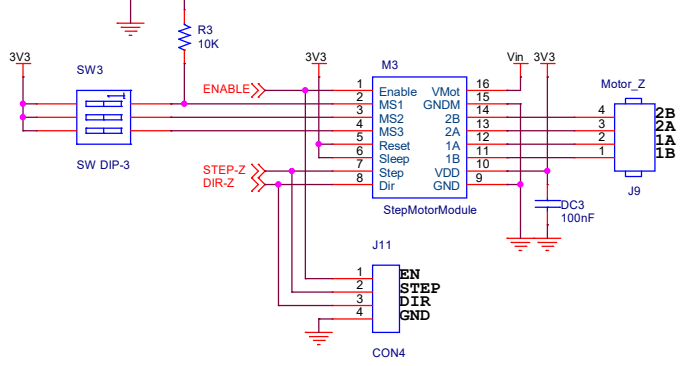 R3
10K
3V3
SW3
SW DIP-3
3V3
ENABLE
STEP-Z
DIR-Z
M3
1 Enable VMot 16
2 MS1 GNDM 15
3 MS2 2B 14
4 MS3 2A 13
5 Reset 1A 12
6 Sleep 1B 11
7 Step VDD 10
8 Dir GND 9
StepMotorModule
Vin 3V3
Motor_Z
4 2B
3 2A
2 1A
1 1B
J9
DC3
100nF
J11
1 EN
2 STEP
3 DIR
4 GND
CON4